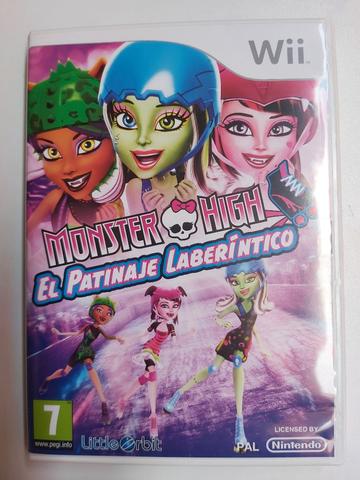 Wii
MONSTER HIGH
EL PATINAJE LABERÍNTICO
7
www.pegi.info
Little Orbit
PAL
LICENSED BY
Nintendo